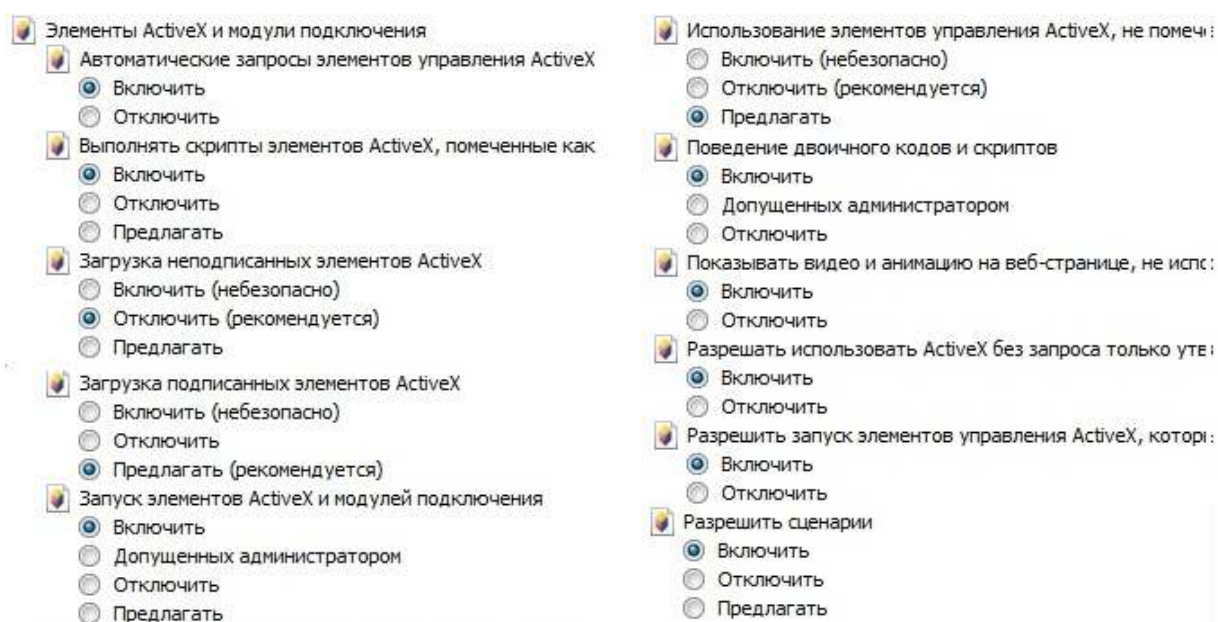 Элементы ActiveX и модули подключения
Автоматические запросы элементов управления ActiveX
Включить
Отключить
Выполнять скрипты элементов ActiveX, помеченные как
Включить
Отключить
Предлагать
Загрузка неподписанных элементов ActiveX
Включить (небезопасно)
Отключить (рекомендуется)
Предлагать
Загрузка подписанных элементов ActiveX
Включить (небезопасно)
Отключить
Предлагать (рекомендуется)
Запуск элементов ActiveX и модулей подключения
Включить
Допущенных администратором
Отключить
Предлагать
Использование элементов управления ActiveX, не
Включить (небезопасно)
Отключить (рекомендуется)
Предлагать
Поведение двоичного кодов и скриптов
Включить
Допущенных администратором
Отключить
Показывать видео и анимацию на веб-странице, не
Включить
Отключить
Разрешать использовать ActiveX без запроса только
Включить
Отключить
Разрешить запуск элементов управления ActiveX,
Включить
Отключить
Разрешить сценарии
Включить
Отключить
Предлагать